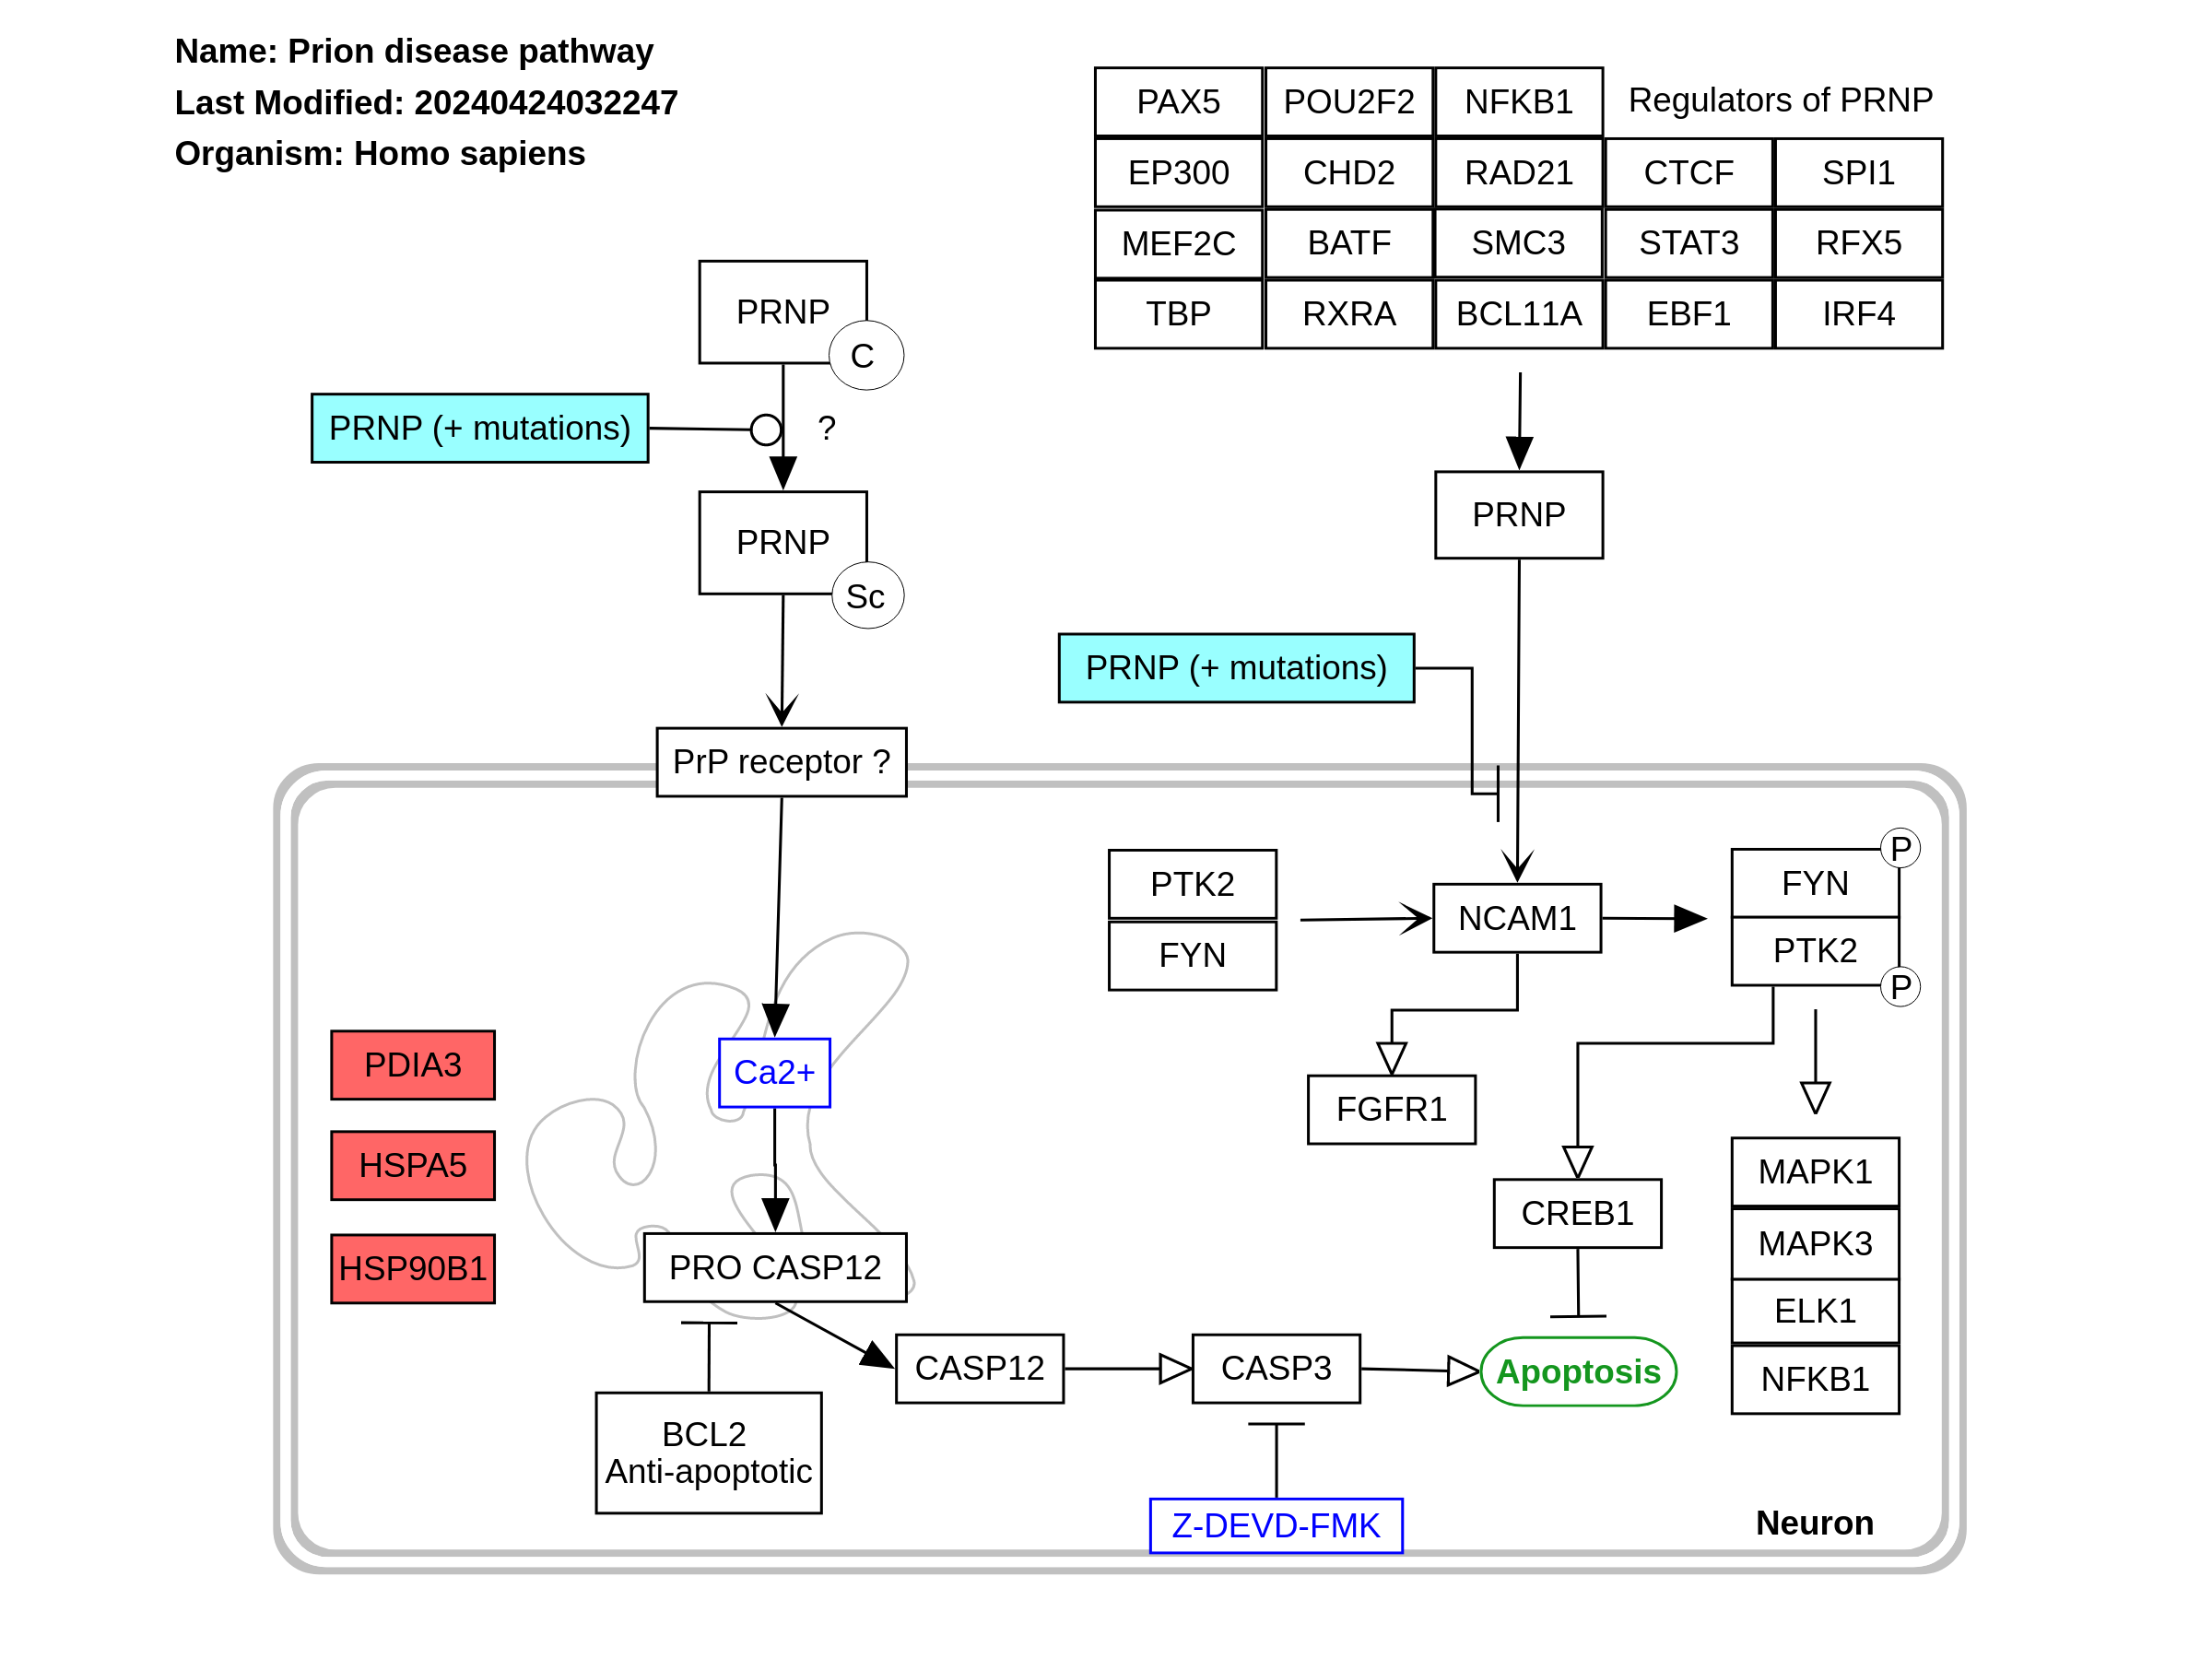 Name: Prion disease pathway
Last Modified: 20240424032247
Organism: Homo sapiens
PAX5 POU2F2 NFKB1 Regulators of PRNP
EP300 CHD2 RAD21 CTCF SPI1
MEF2C BATF SMC3 STAT3 RFX5
TBP RXRA BCL11A EBF1 IRF4
PRNP
C
PRNP (+ mutations)
?
PRNP
Sc
PRNP
PRNP (+ mutations)
PrP receptor ?
PTK2
FYN
NCAM1
P
FYN
PTK2
P
PDIA3
HSPA5
HSP90B1
Ca2+
FGFR1
CREB1
MAPK1
MAPK3
ELK1
NFKB1
PRO CASP12
CASP12
CASP3
Apoptosis
BCL2
Anti-apoptotic
Z-DEVD-FMK
Neuron